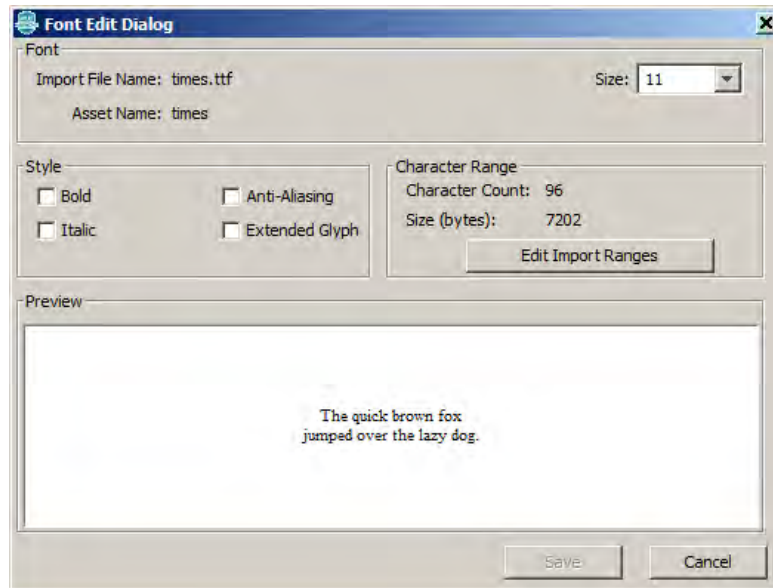 Font Edit Dialog
Font
Import File Name: times.ttf
Size: 11
Asset Name: times
Style
Bold
Anti-Aliasing
Italic
Extended Glyph
Character Range
Character Count: 96
Size (bytes): 7202
Edit Import Ranges
Preview
The quick brown fox
jumped over the lazy dog.
Save
Cancel